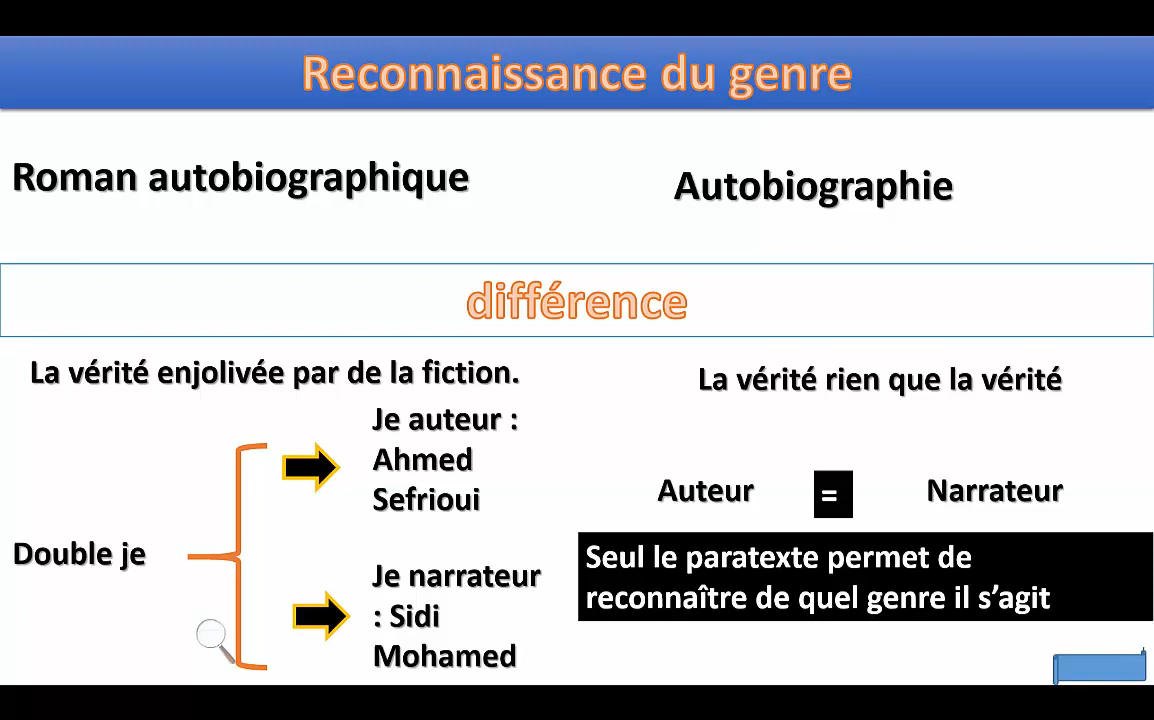 Reconnaissance du genre
Roman autobiographique
Autobiographie
différence
La vérité enjolivée par de la fiction.
Je auteur :
Ahmed
Sefrioui
Double je
Je narrateur
: Sidi
Mohamed
La vérité rien que la vérité
Auteur = Narrateur
Seul le paratexte permet de
reconnaître de quel genre il s’agit